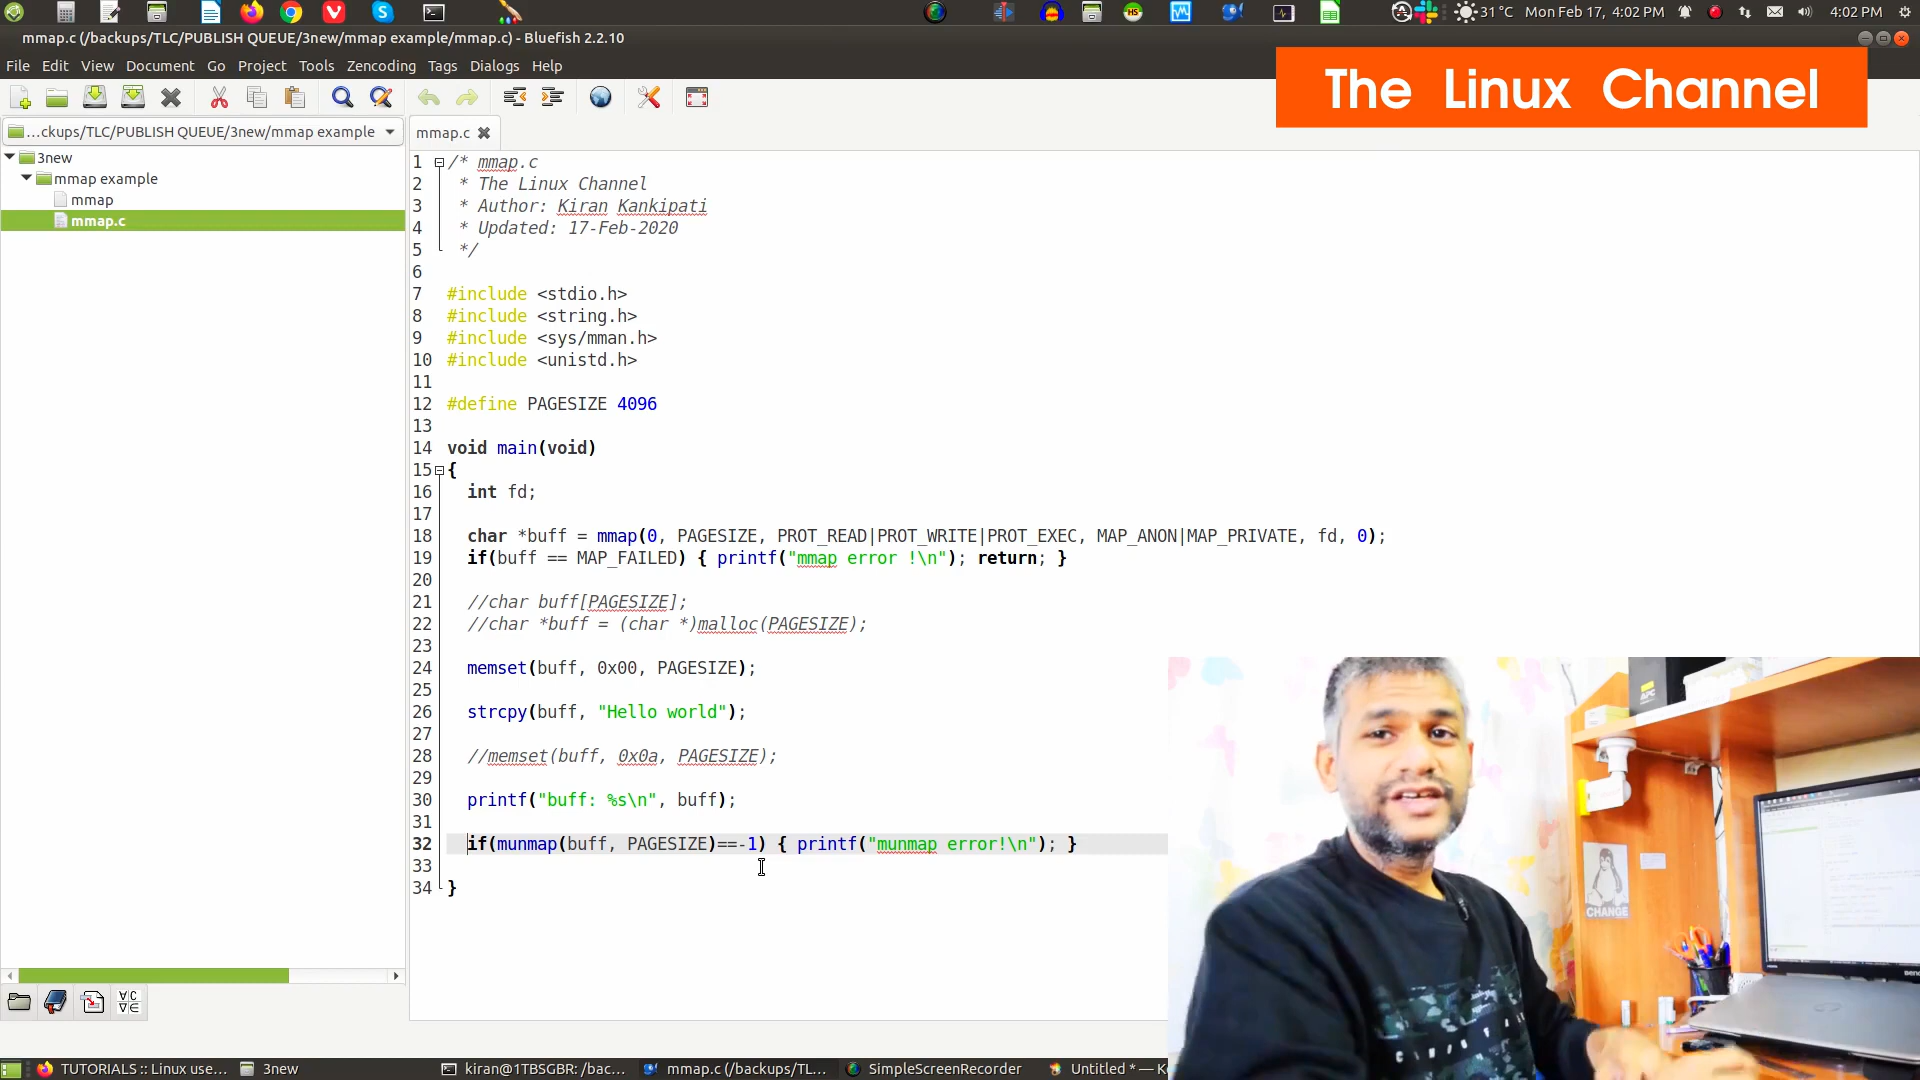 31 °C Mon Feb 17, 4:02 PM 4:02 PM
mmap.c (/backups/TLC/PUBLISH QUEUE/3new/mmap example/mmap.c) - Bluefish 2.2.10
File Edit View Document Go Project Tools Zencoding Tags Dialogs Help
The Linux Channel
...ckups/TLC/PUBLISH QUEUE/3new/mmap example
mmap.c
3new
mmap example
mmap
mmap.c
1 /* mmap.c
2 * The Linux Channel
3 * Author: Kiran Kankipati
4 * Updated: 17-Feb-2020
5 */
6
7 #include <stdio.h>
8 #include <string.h>
9 #include <sys/mman.h>
10 #include <unistd.h>
11
12 #define PAGESIZE 4096
13
14 void main(void)
15 {
16 int fd;
17
18 char *buff = mmap(0, PAGESIZE, PROT_READ|PROT_WRITE|PROT_EXEC, MAP_ANON|MAP_PRIVATE, fd, 0);
19 if(buff == MAP_FAILED) { printf("mmap error !\n"); return; }
20
21 //char buff[PAGESIZE];
22 //char *buff = (char *)malloc(PAGESIZE);
23
24 memset(buff, 0x00, PAGESIZE);
25
26 strcpy(buff, "Hello world");
27
28 //memset(buff, 0x0a, PAGESIZE);
29
30 printf("buff: %s\n", buff);
31
32 if(munmap(buff, PAGESIZE)==-1) { printf("munmap error!\n"); }
33
34 }
APC
CHANGE
TUTORIALS :: Linux use... 3new kiran@1TBSGBR: /bac... mmap.c (/backups/TL... SimpleScreenRecorder Untitled * — K